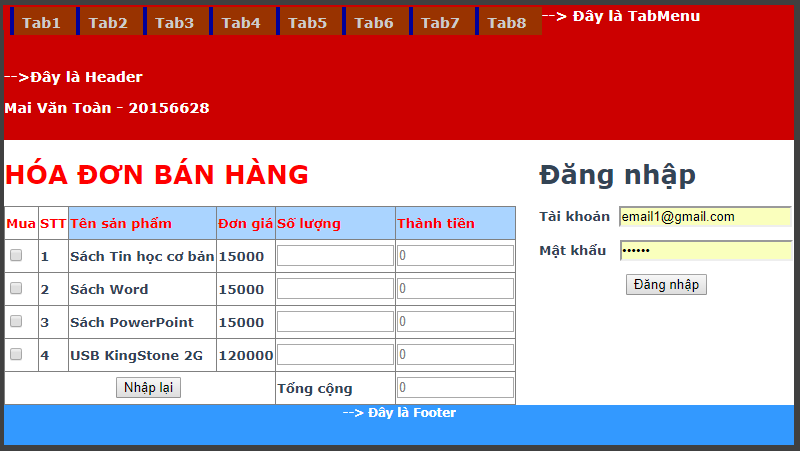 Tab1 Tab2 Tab3 Tab4 Tab5 Tab6 Tab7 Tab8 --> Đây là TabMenu
-->Đây là Header
Mai Văn Toàn - 20156628
HÓA ĐƠN BÁN HÀNG
Mua STT Tên sản phẩm Đơn giá Số lượng Thành tiền
1 Sách Tin học cơ bản 15000 0
2 Sách Word 15000 0
3 Sách PowerPoint 15000 0
4 USB KingStone 2G 120000 0
Nhập lại Tổng cộng 0
Đăng nhập
Tài khoản email1@gmail.com
Mật khẩu ••••••
Đăng nhập
--> Đây là Footer